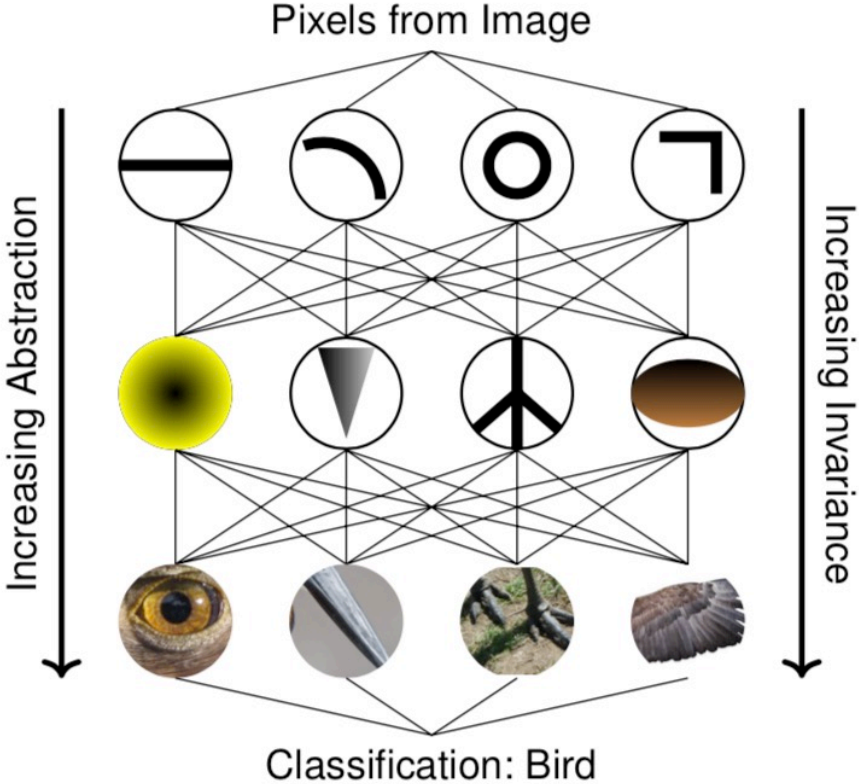 Pixels from Image
Increasing Abstraction
Increasing Invariance
Classification: Bird